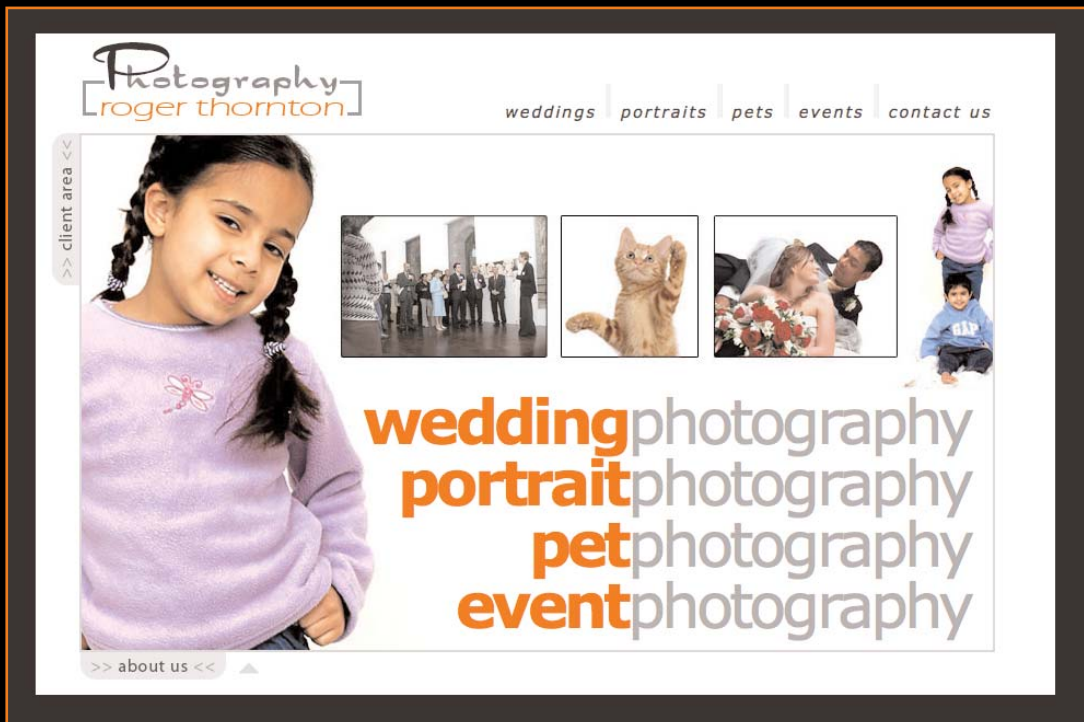 Photography
roger thornton
weddings portraits pets events contact us
>> client area <<
GAP
weddingphotography
portraitphotography
petphotography
eventphotography
>> about us <<